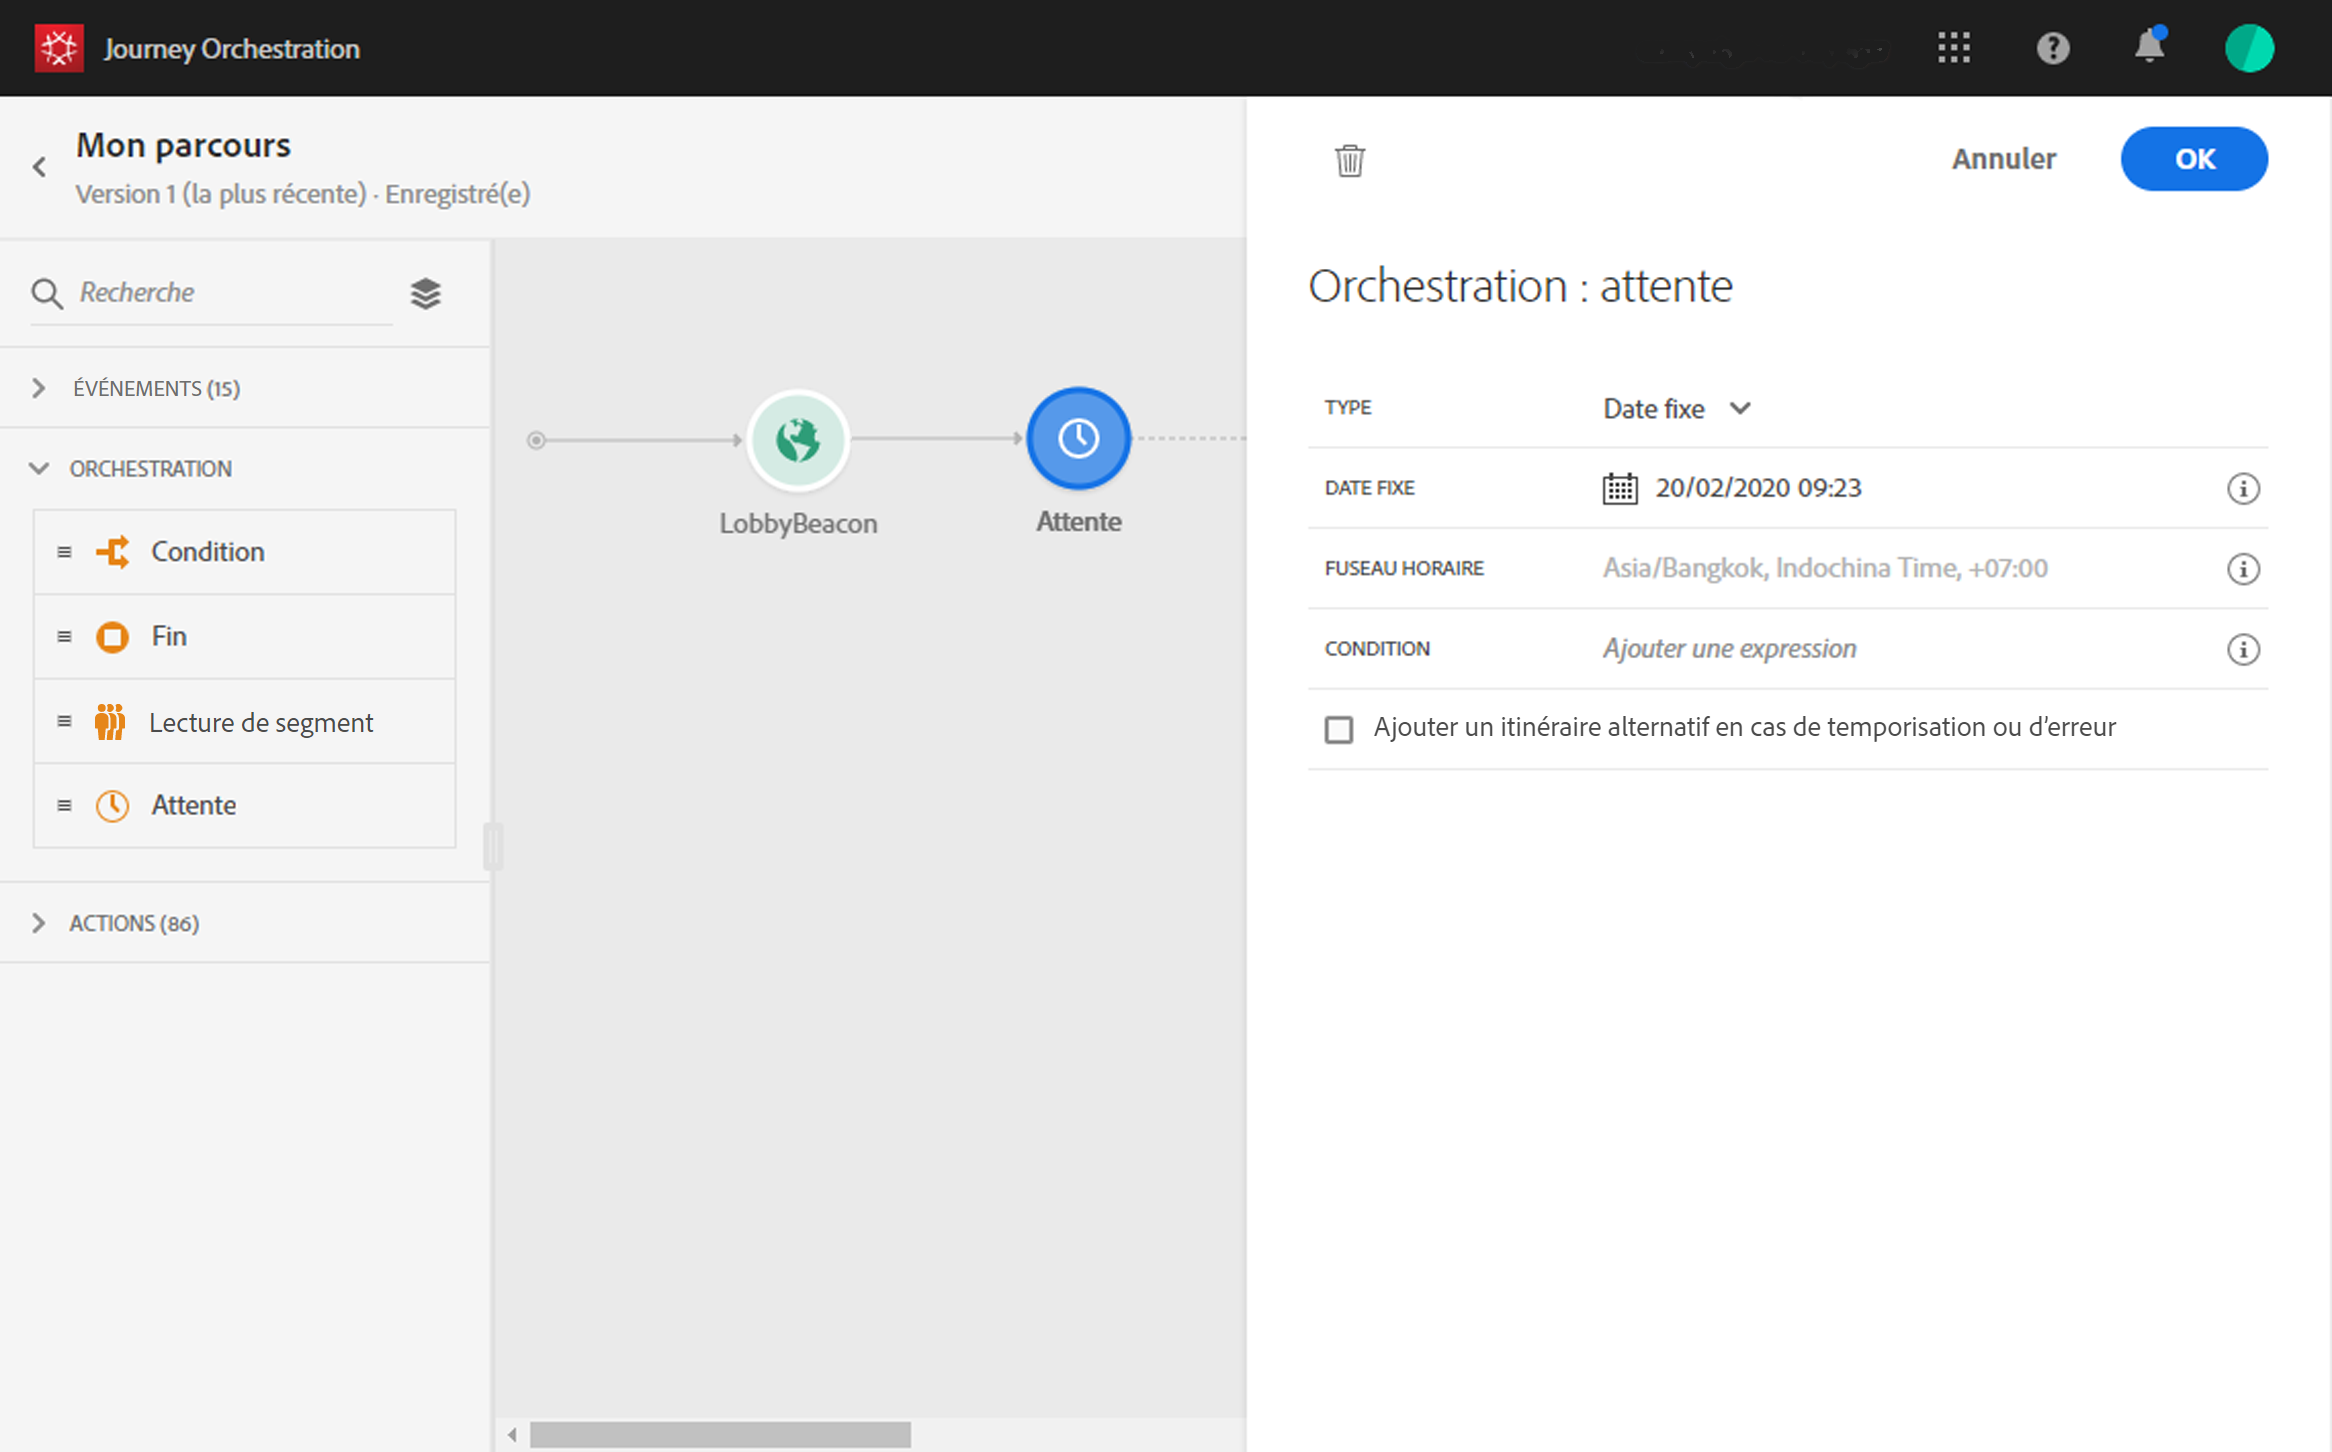 Journey Orchestration
Mon parcours
Version 1 (la plus récente) · Enregistré(e)
Recherche
ÉVÉNEMENTS (15)
ORCHESTRATION
Condition
Fin
Lecture de segment
Attente
ACTIONS (86)
LobbyBeacon
Attente
Annuler
OK
Orchestration : attente
TYPE
Date fixe
DATE FIXE
20/02/2020 09:23
FUSEAU HORAIRE
Asia/Bangkok, Indochina Time, +07:00
CONDITION
Ajouter une expression
Ajouter un itinéraire alternatif en cas de temporisation ou d’erreur